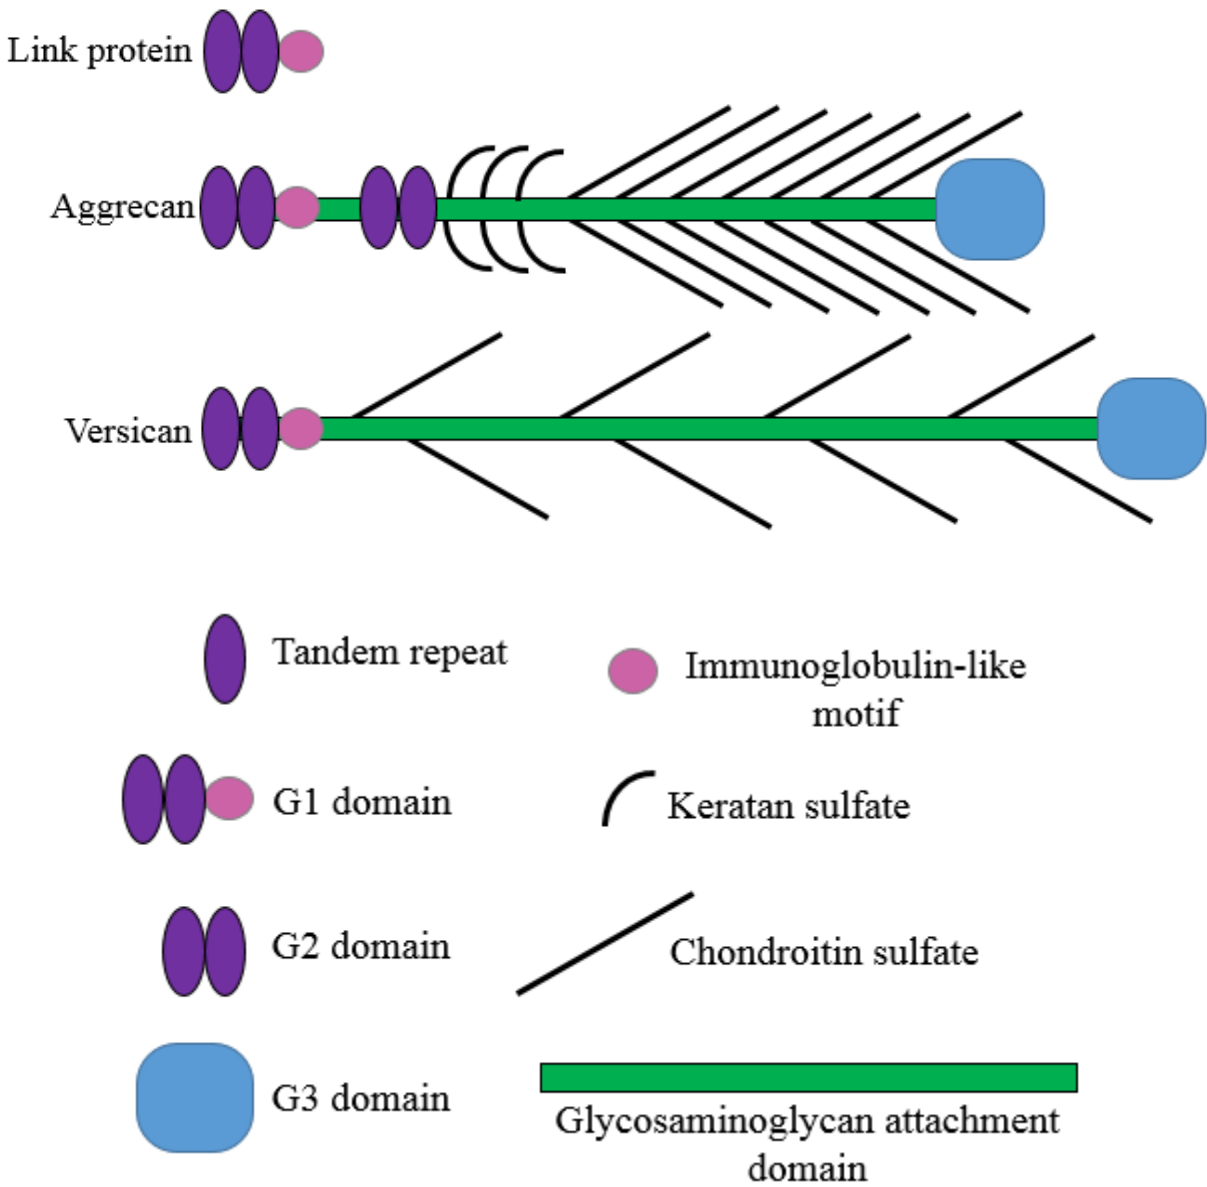 Link protein
Aggrecan
Versican
Tandem repeat
Immunoglobulin-like
motif
G1 domain
Keratan sulfate
G2 domain
Chondroitin sulfate
G3 domain
Glycosaminoglycan attachment
domain